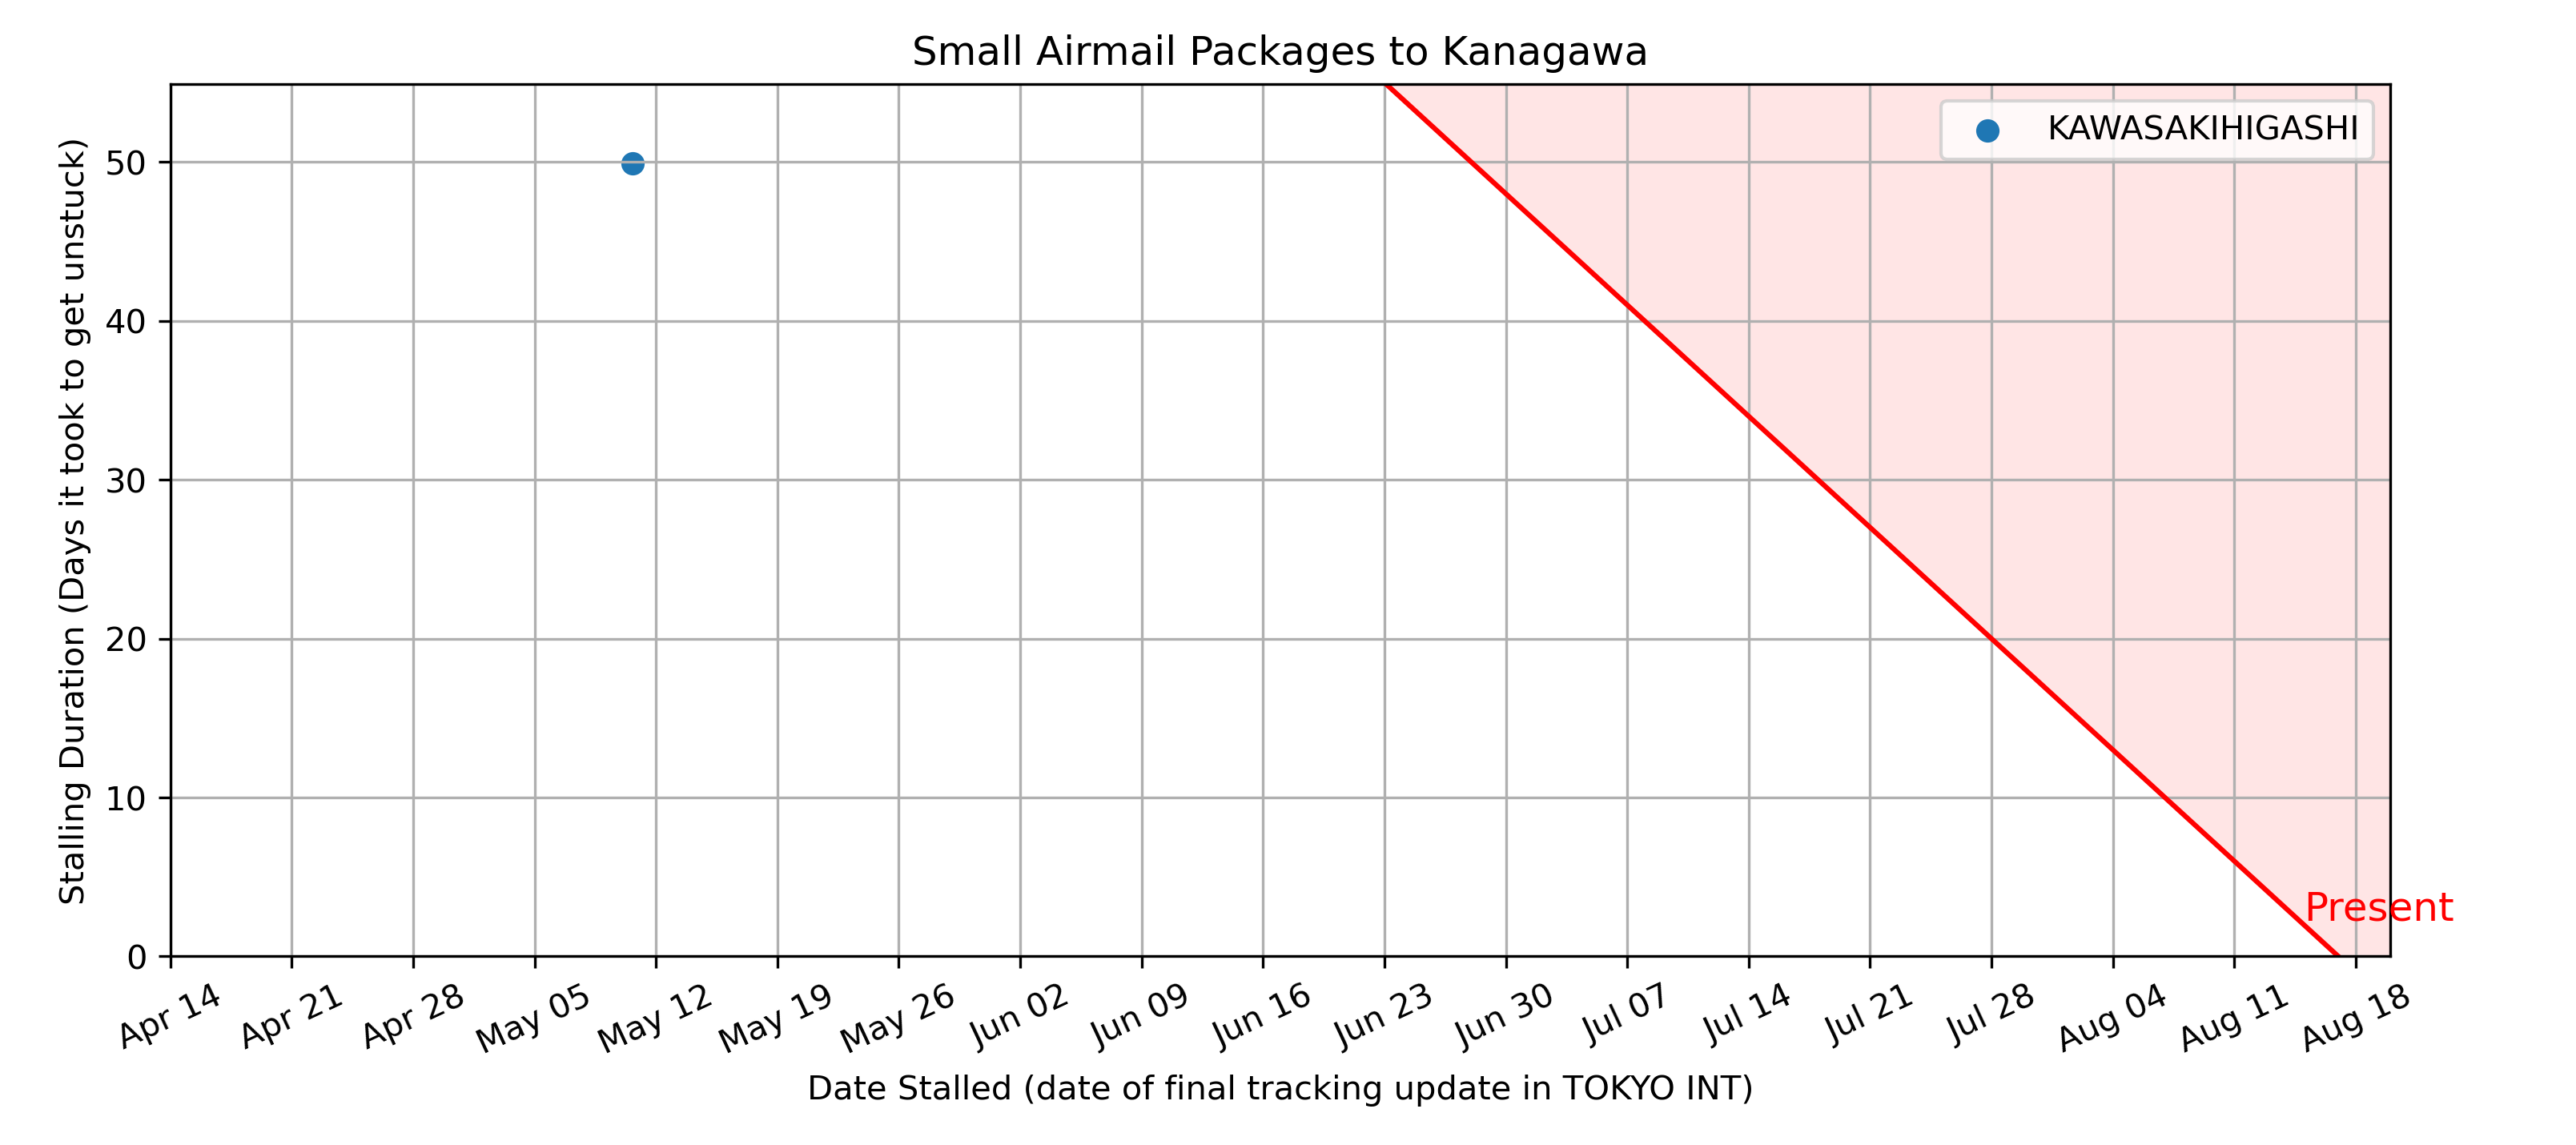 Small Airmail Packages to Kanagawa
KAWASAKIHIGASHI
Stalling Duration (Days it took to get unstuck)
50
40
30
20
10
0
Present
Apr 14
Apr 21
Apr 28
May 05
May 12
May 19
May 26
Jun 02
Jun 09
Jun 16
Jun 23
Jun 30
Jul 07
Jul 14
Jul 21
Jul 28
Aug 04
Aug 11
Aug 18
Date Stalled (date of final tracking update in TOKYO INT)